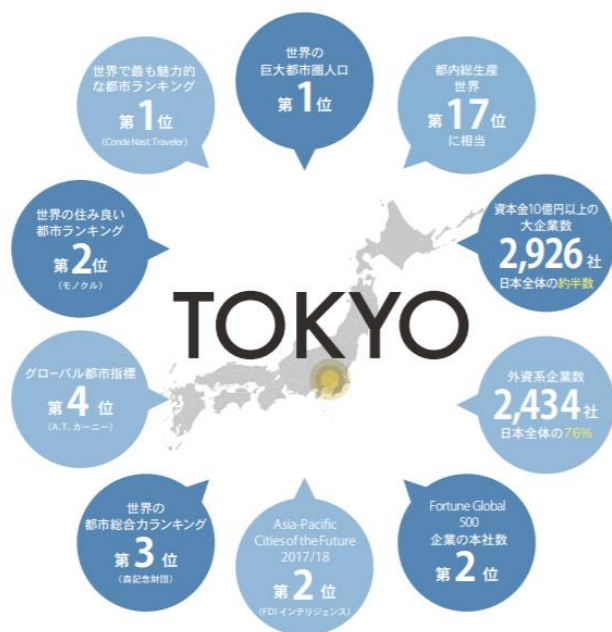 世界の
巨大都市圏人口
第1位
都内総生産
世界
第17位
に相当
資本金10億円以上の
大企業数
2,926 社
日本全体の約半数
外資系企業数
2,434 社
日本全体の76%
Fortune Global
500
企業の本社数
第2位
Asia-Pacific
Cities of the Future
2017/18
第2位
(FDI インテリジェンス)
世界の
都市総合力ランキング
第3位
(森記念財団)
グローバル都市指標
第4位
(A.T. カーニー)
世界の住み良い
都市ランキング
第2位
(モノクル)
世界で最も魅力的
な都市ランキング
第1位
(Conde Nast Traveler)
TOKYO